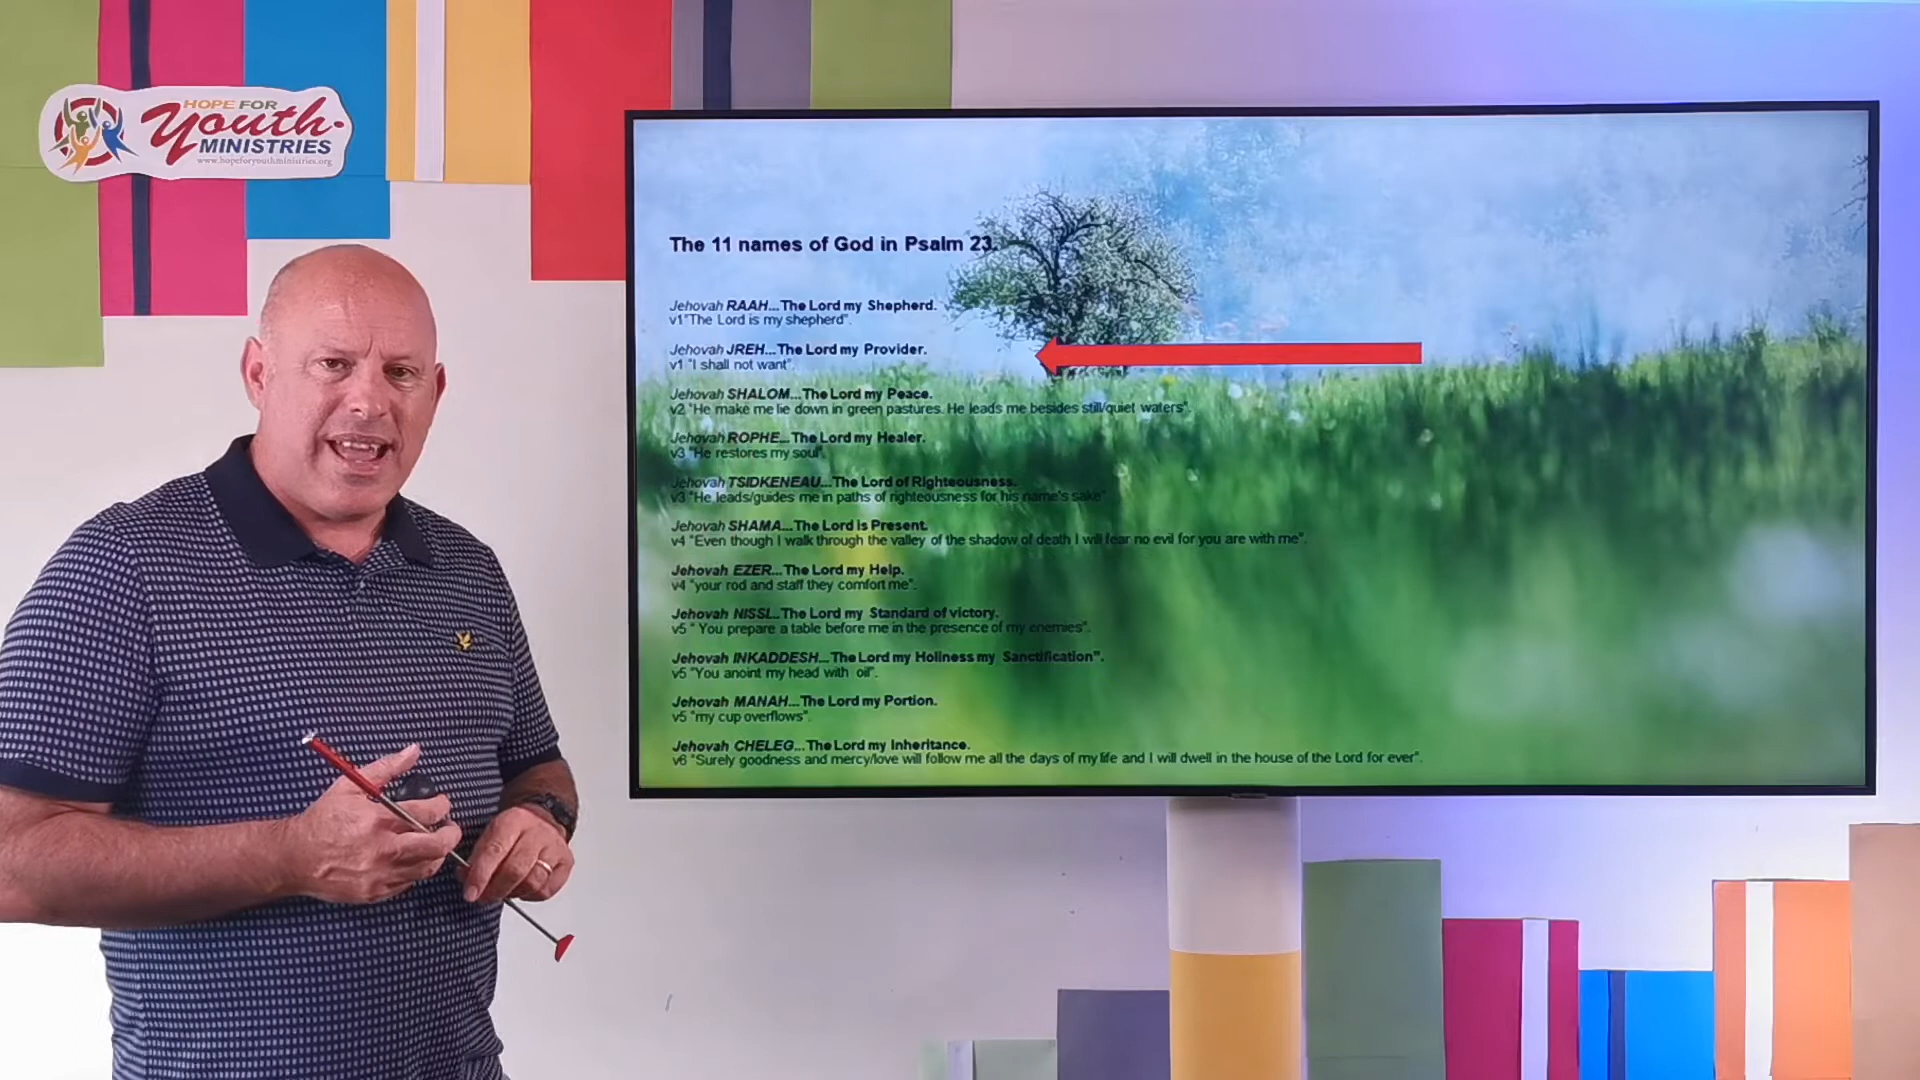 HOPE FOR
Youth
MINISTRIES
www.hopeforyouthministries.org
The 11 names of God in Psalm 23.
Jehovah RAAH...The Lord my Shepherd.
v1"The Lord is my shepherd".
Jehovah JREH...The Lord my Provider.
v1 "I shall not want".
Jehovah SHALOM...The Lord my Peace.
v2 "He make me lie down in green pastures. He leads me besides still/quiet waters".
Jehovah ROPHE...The Lord my Healer.
v3 "He restores my soul".
Jehovah TSIDKENEAU...The Lord of Righteousness.
v3 "He leads/guides me in paths of righteousness for his name's sake"
Jehovah SHAMA...The Lord is Present.
v4 "Even though I walk through the valley of the shadow of death I will fear no evil for you are with me".
Jehovah EZER...The Lord my Help.
v4 "your rod and staff they comfort me".
Jehovah NISSI...The Lord my Standard of victory.
v5 " You prepare a table before me in the presence of my enemies".
Jehovah INKADDESH...The Lord my Holiness my Sanctification".
v5 "You anoint my head with oil".
Jehovah MANAH...The Lord my Portion.
v5 "my cup overflows".
Jehovah CHELEG...The Lord my Inheritance.
v6 "Surely goodness and mercy/love will follow me all the days of my life and I will dwell in the house of the Lord for ever".